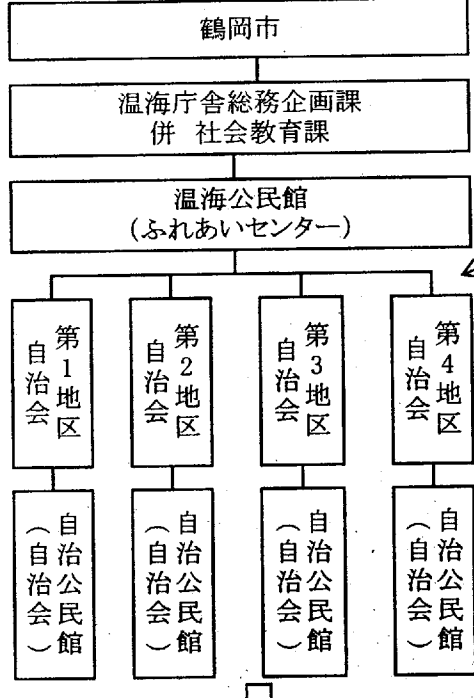 鶴岡市
温海庁舎総務企画課
併 社会教育課
温海公民館
(ふれあいセンター)
第1地区
自治会
第2地区
自治会
第3地区
自治会
第4地区
自治会
自治公民館
(自治会)
自治公民館
(自治会)
自治公民館
(自治会)
自治公民館
(自治会)